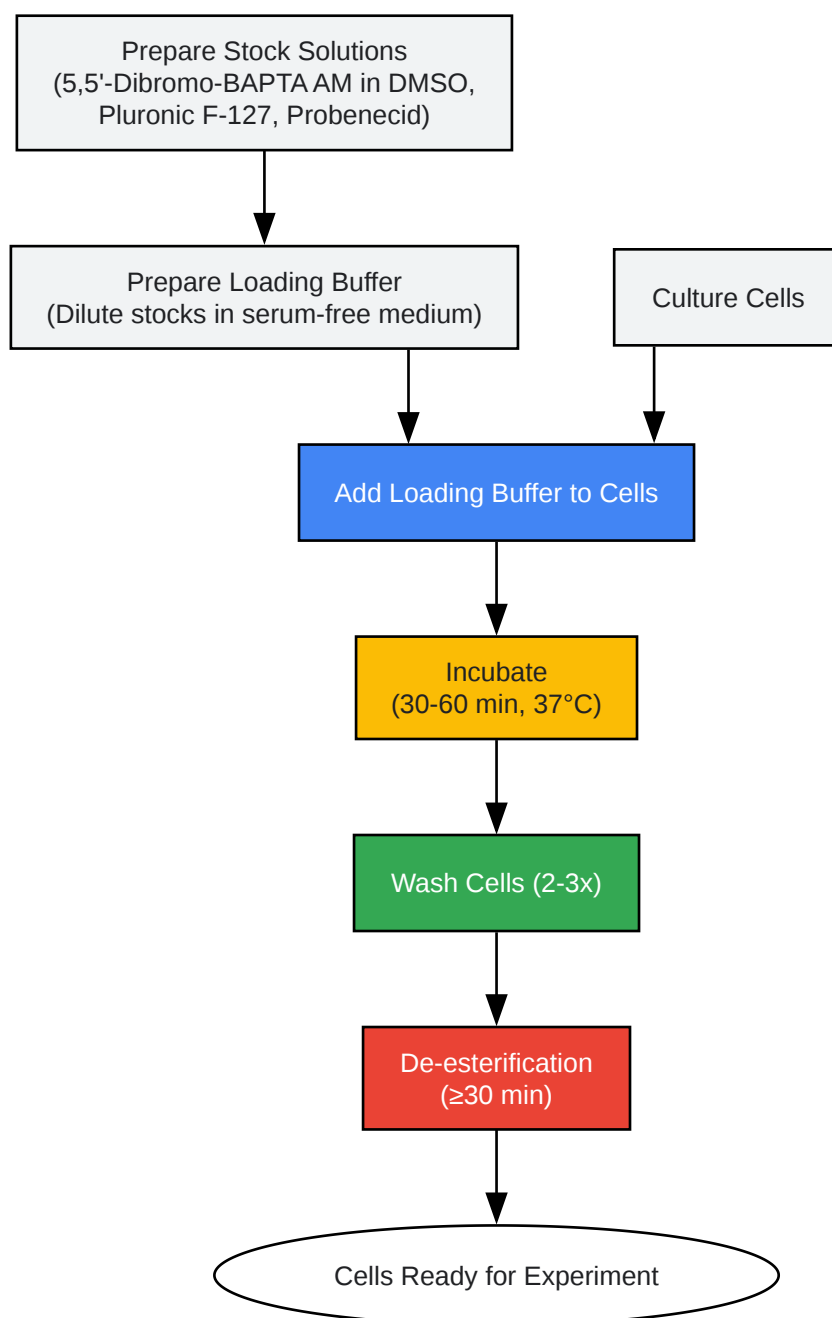 Prepare Stock Solutions
(5,5'-Dibromo-BAPTA AM in DMSO,
Pluronic F-127, Probenecid)
Prepare Loading Buffer
(Dilute stocks in serum-free medium)
Culture Cells
Add Loading Buffer to Cells
Incubate
(30-60 min, 37°C)
Wash Cells (2-3x)
De-esterification
(≥30 min)
Cells Ready for Experiment